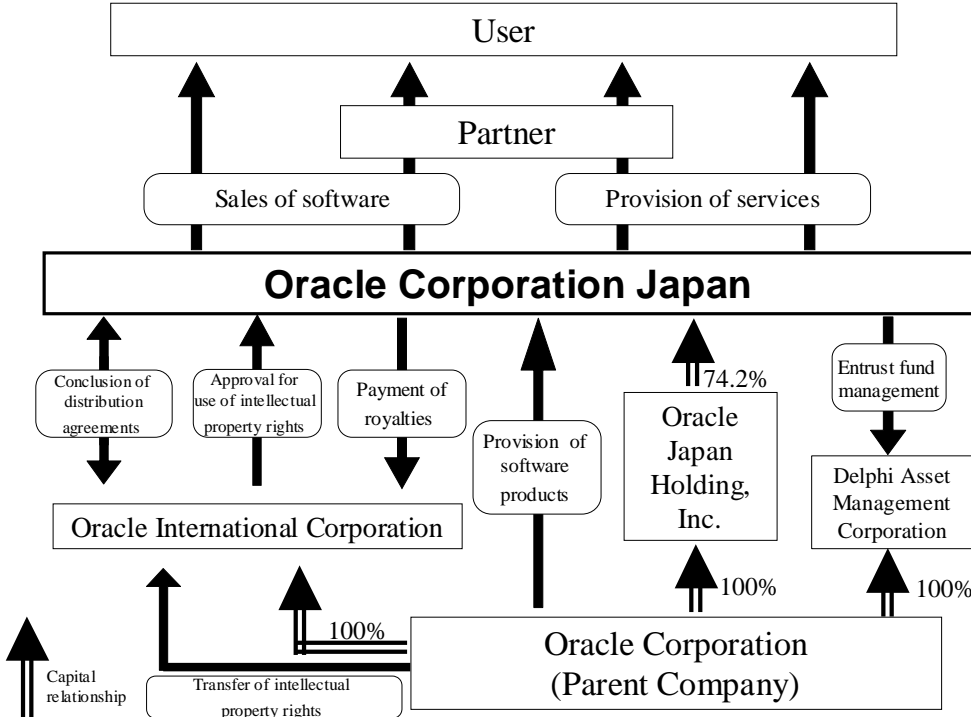 User
Partner
Sales of software
Provision of services
Oracle Corporation Japan
Conclusion of
distribution
agreements
Approval for
use of intellectual
property rights
Payment of
royalties
Provision of
software
products
74.2%
Oracle
Japan
Holding,
Inc.
Entrust fund
management
Delphi Asset
Management
Corporation
Oracle International Corporation
100%
100%
100%
Oracle Corporation
(Parent Company)
Transfer of intellectual
property rights
Capital
relationship